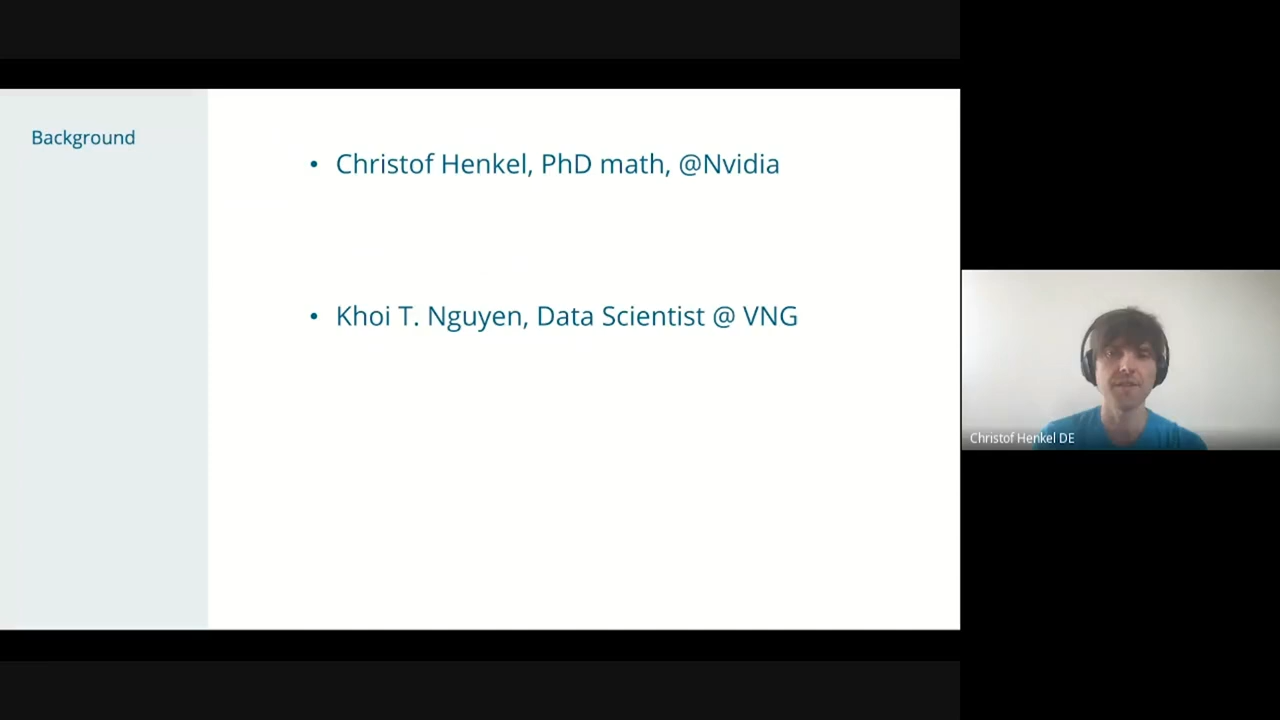 Background
• Christof Henkel, PhD math, @Nvidia
• Khoi T. Nguyen, Data Scientist @ VNG
Christof Henkel DE